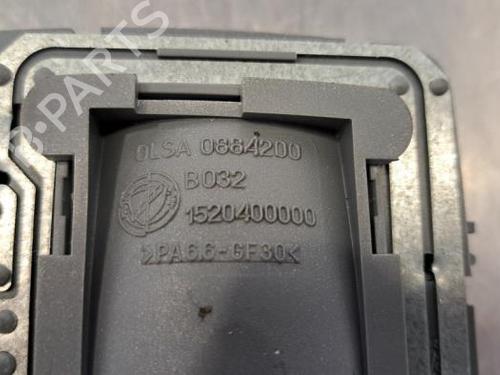 OLSA 0884200
B032
1520400000
>PA6.6-GF30<
B-PARTS